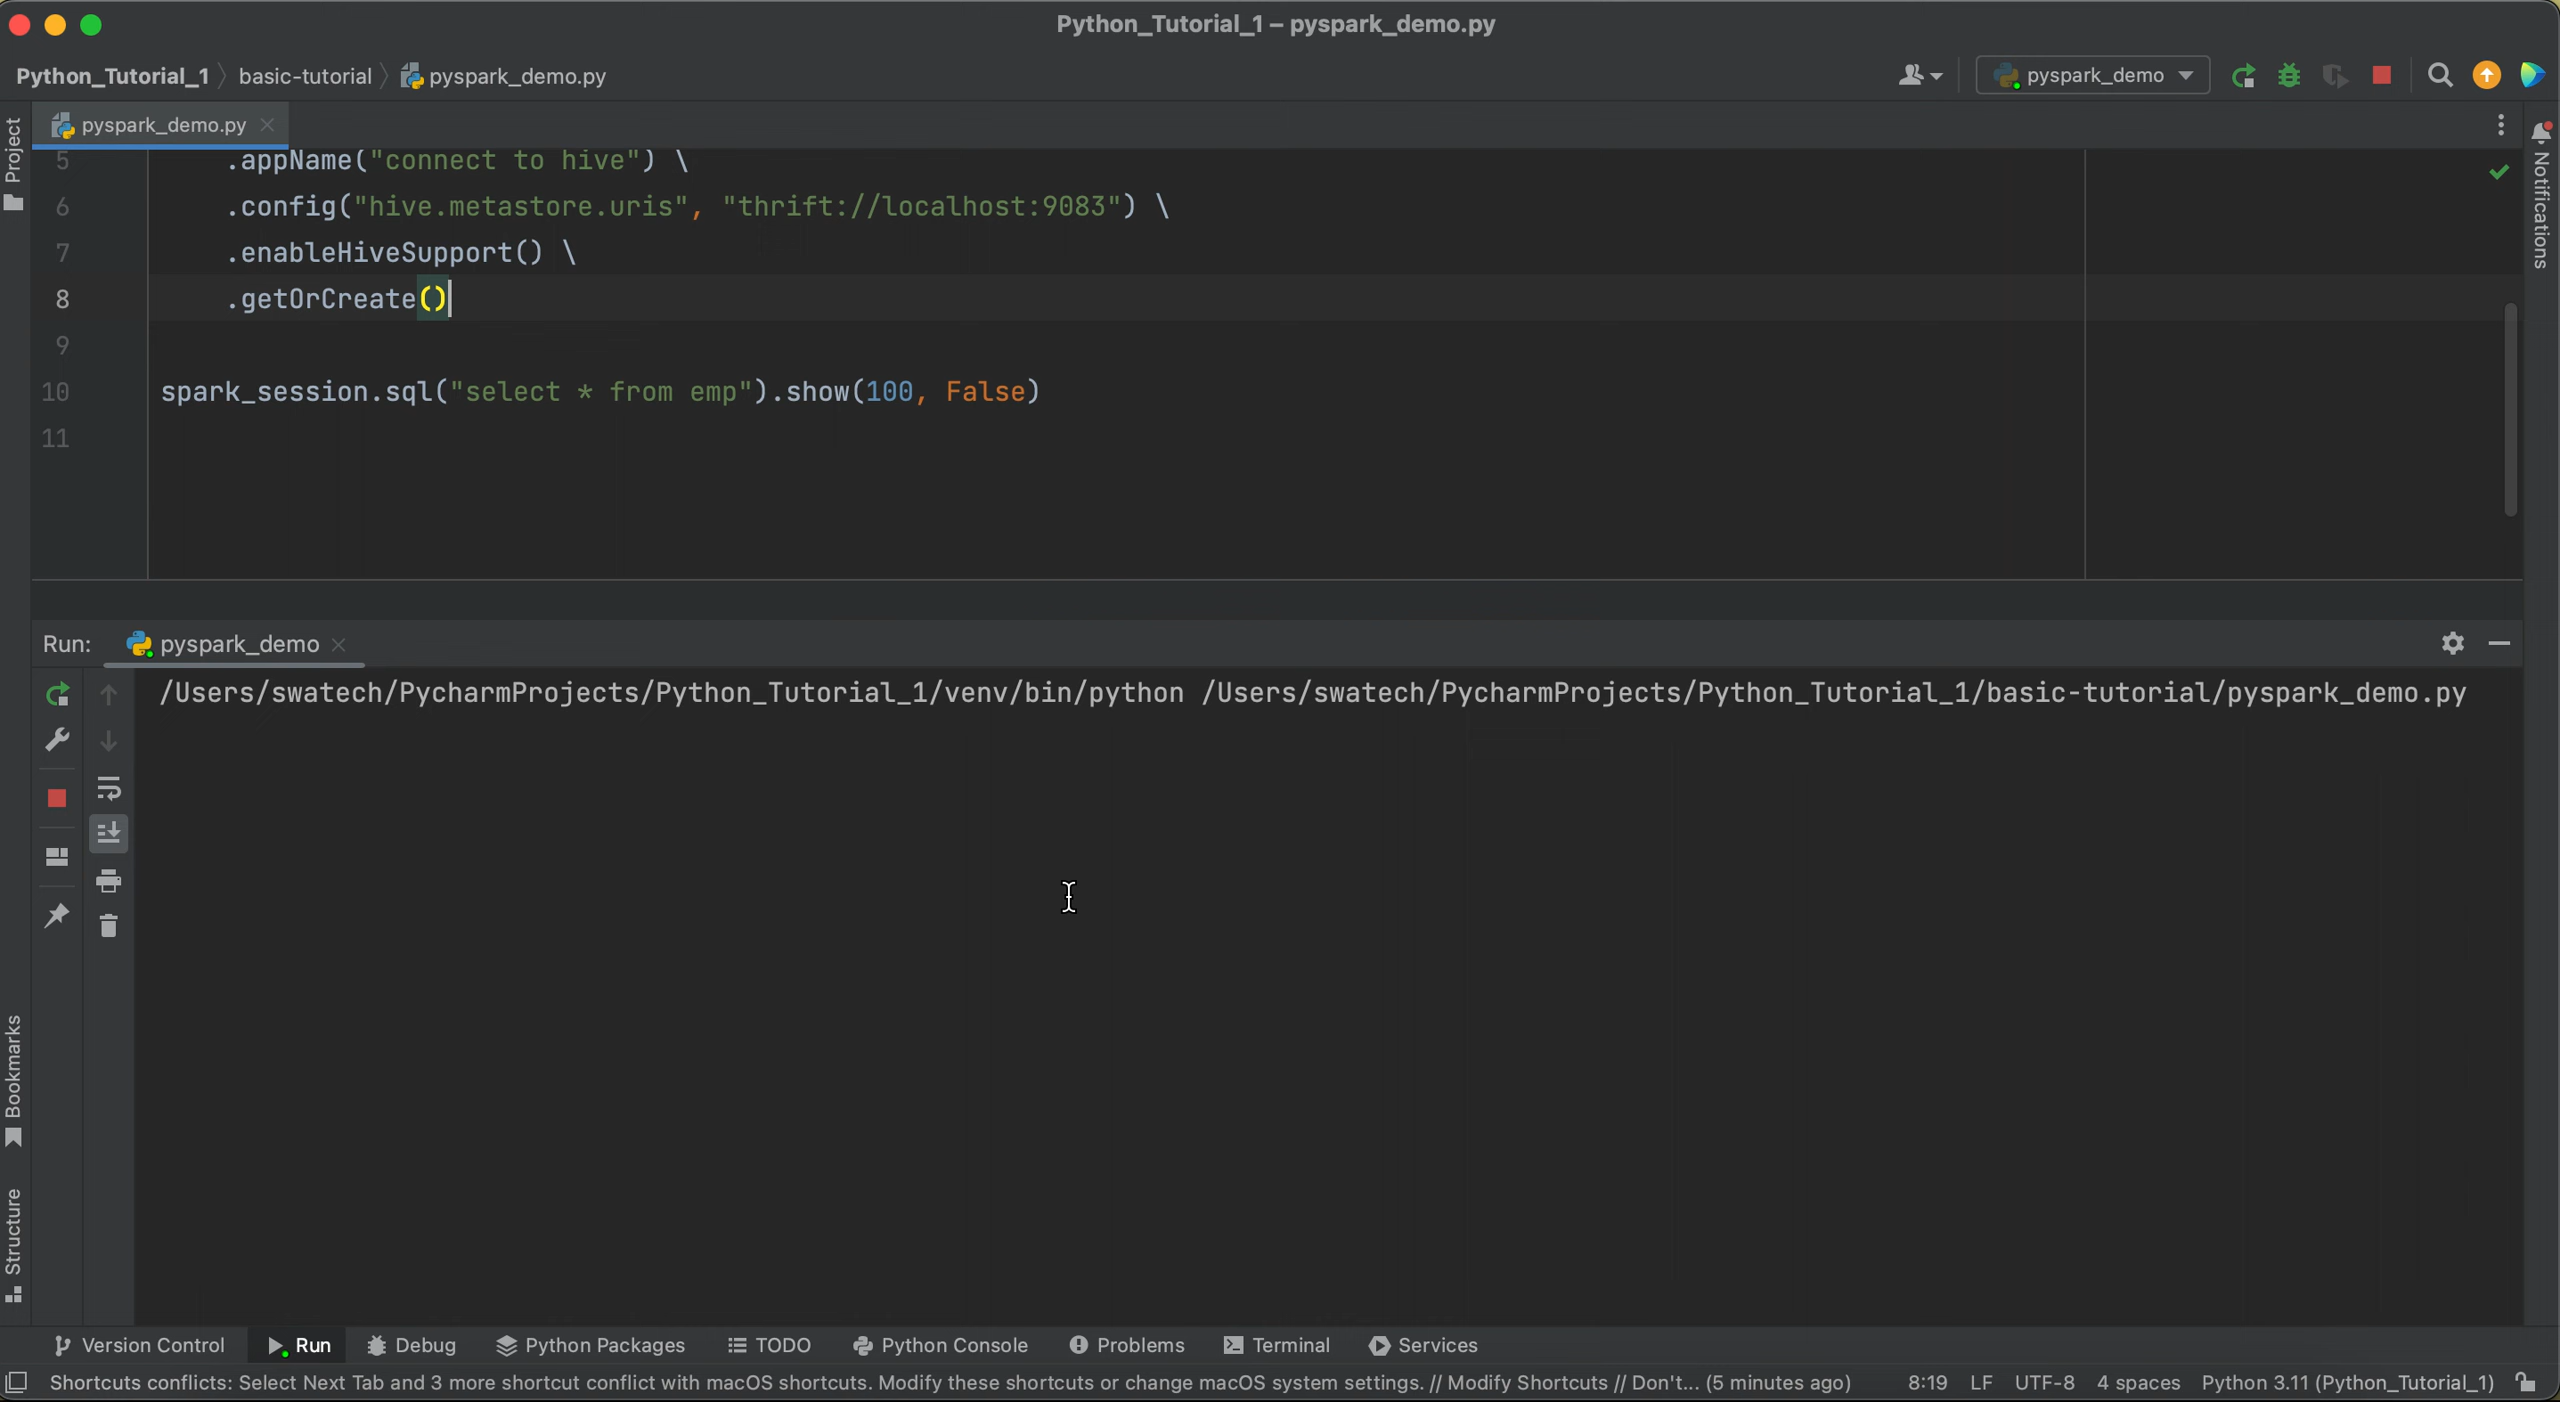 Python_Tutorial_1 – pyspark_demo.py
Python_Tutorial_1 basic-tutorial pyspark_demo.py pyspark_demo
Project
pyspark_demo.py
Notifications
5 .appName("connect to hive") \
6 .config("hive.metastore.uris", "thrift://localhost:9083") \
7 .enableHiveSupport() \
8 .getOrCreate()
9
10 spark_session.sql("select * from emp").show(100, False)
11
Run: pyspark_demo
/Users/swatech/PycharmProjects/Python_Tutorial_1/venv/bin/python /Users/swatech/PycharmProjects/Python_Tutorial_1/basic-tutorial/pyspark_demo.py
Bookmarks
Structure
Version Control Run Debug Python Packages TODO Python Console Problems Terminal Services
Shortcuts conflicts: Select Next Tab and 3 more shortcut conflict with macOS shortcuts. Modify these shortcuts or change macOS system settings. // Modify Shortcuts // Don't... (5 minutes ago) 8:19 LF UTF-8 4 spaces Python 3.11 (Python_Tutorial_1)